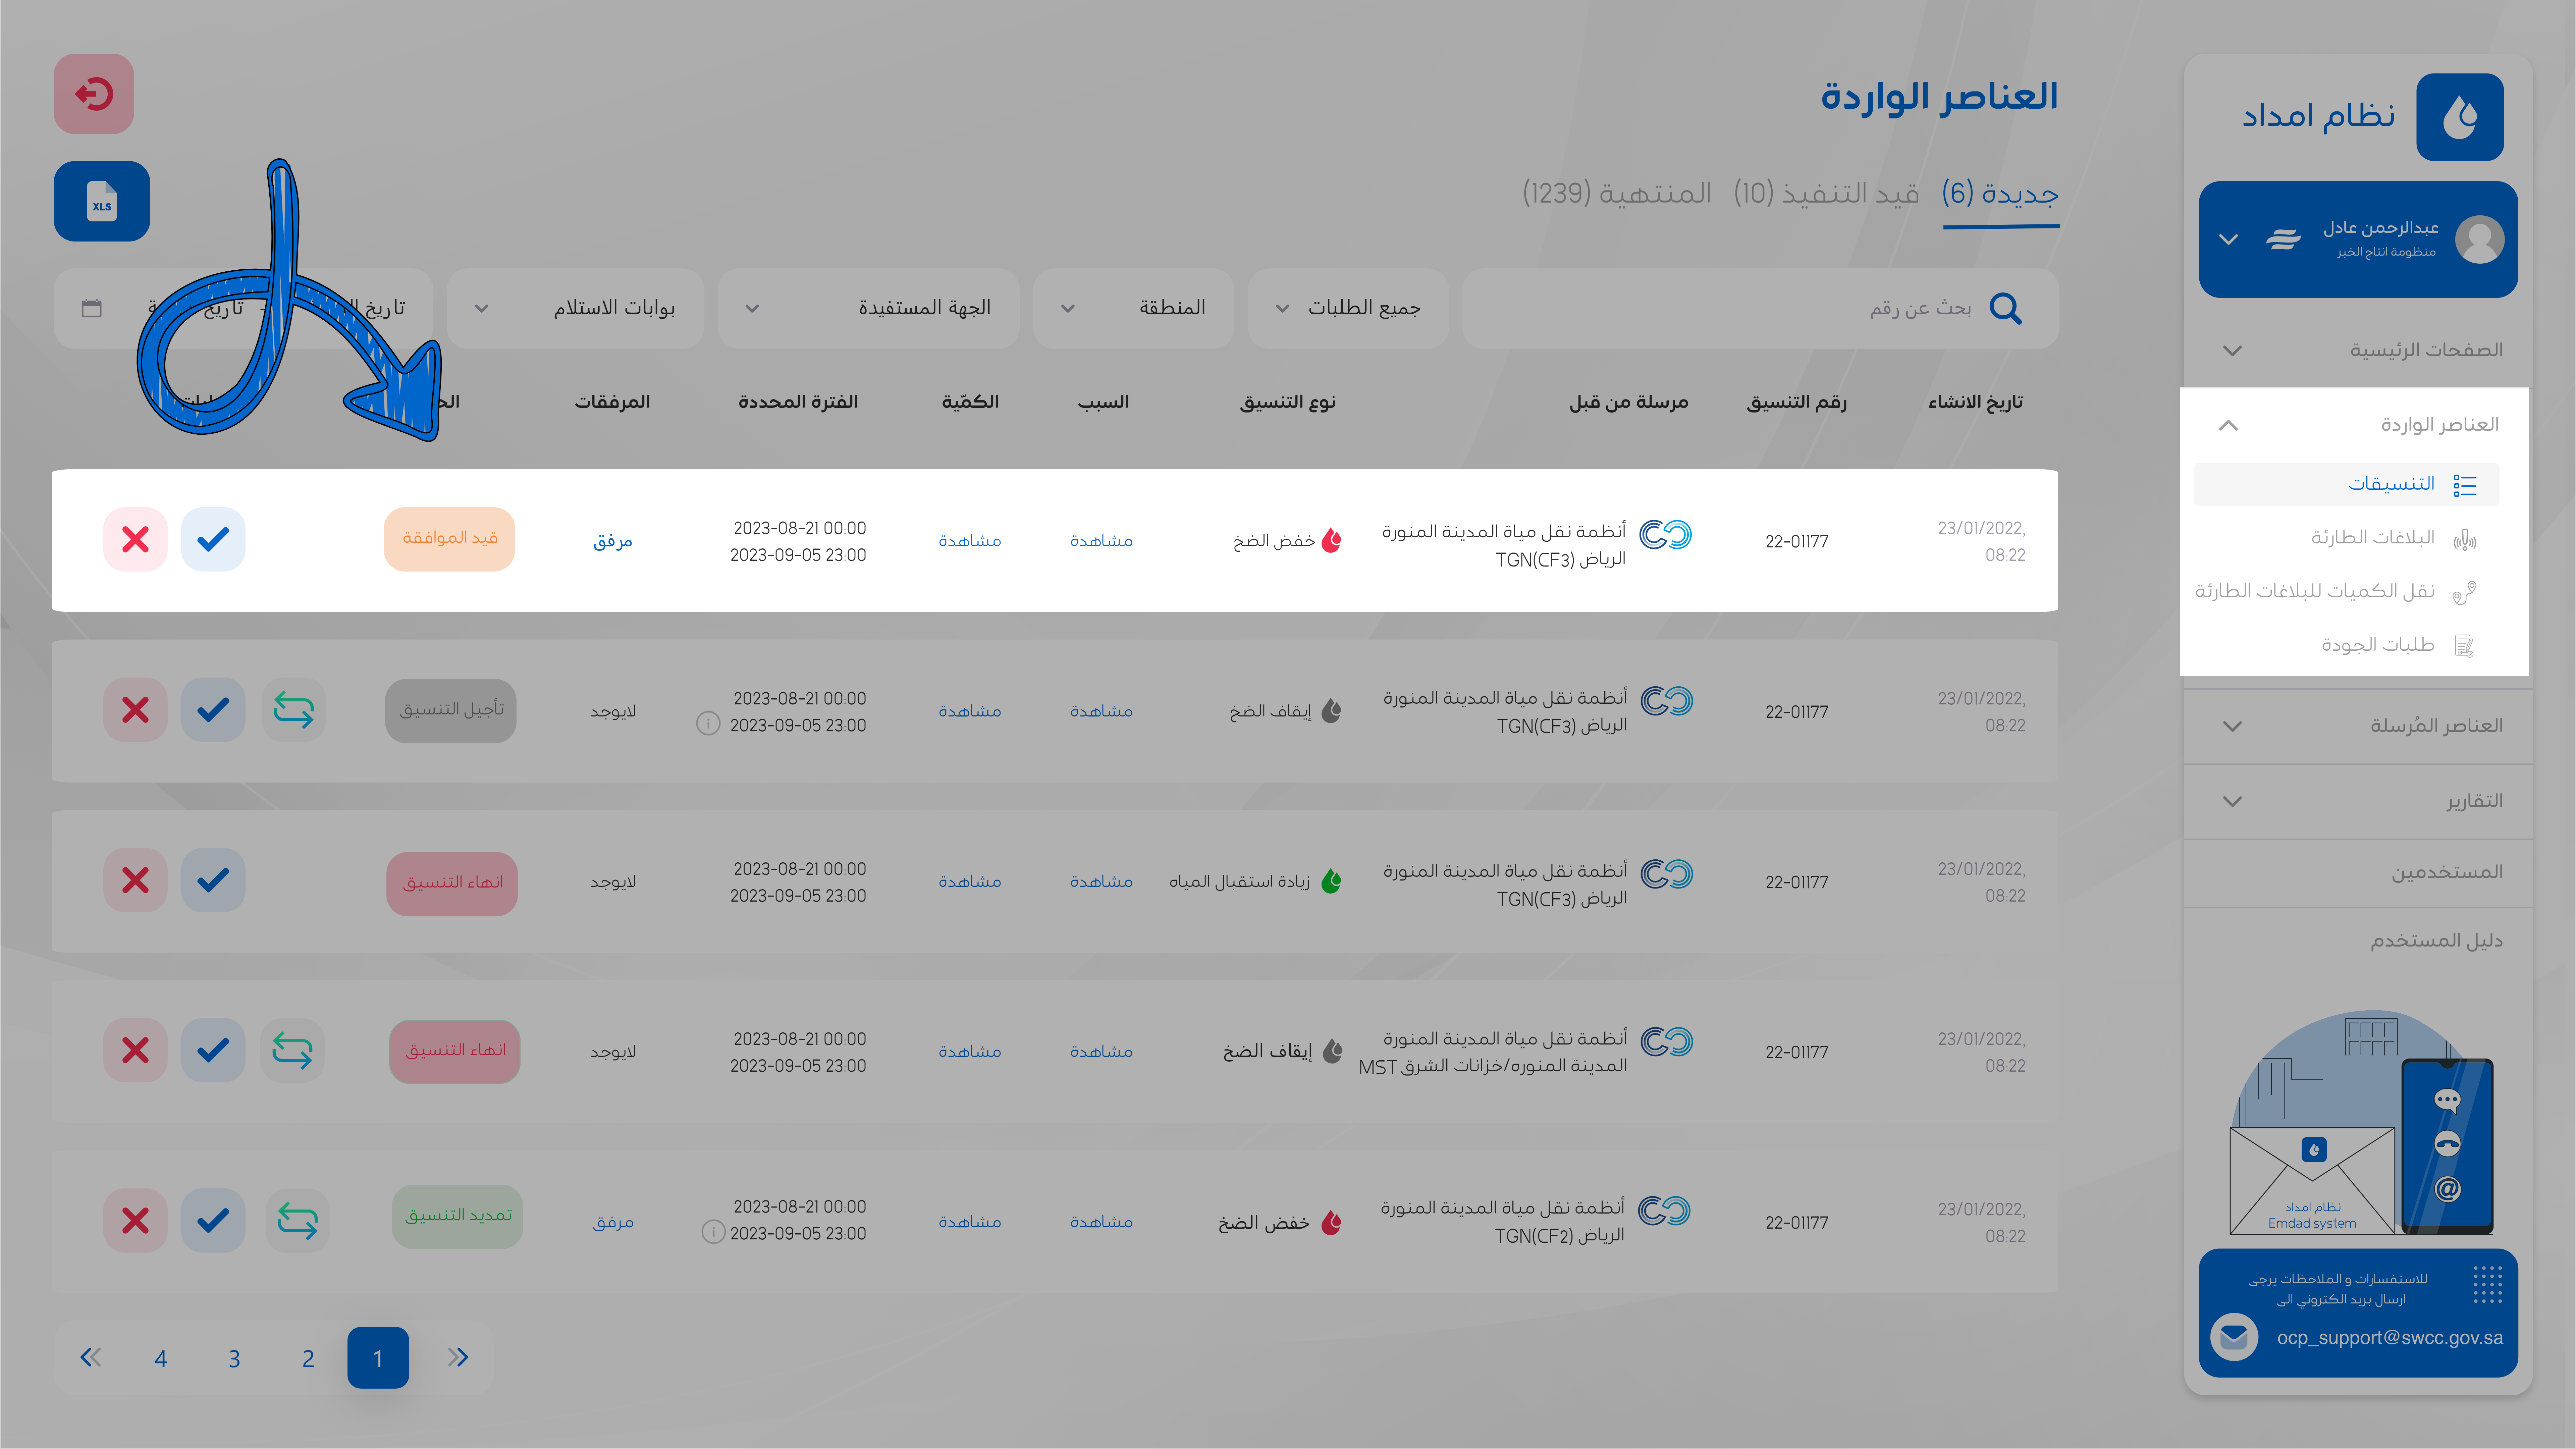 نظام امداد
عبدالرحمن عادل
منظومة انتاج الخبر
الصفحات الرئيسية
العناصر الواردة
التنسيقات
البلاغات الطارئة
نقل الكميات للبلاغات الطارئة
طلبات الجودة
العناصر المُرسلة
التقارير
المستخدمين
دليل المستخدم
نظام امداد
Emdad system
للاستفسارات و الملاحظات يرجى
ارسال بريد الكتروني الى
ocp_support@swcc.gov.sa
العناصر الواردة
جديدة (6) قيد التنفيذ (10) المنتهية (1239)
XLS
بحث عن رقم جميع الطلبات المنطقة الجهة المستفيدة بوابات الاستلام تاريخ تاريخ
تاريخ الانشاء رقم التنسيق مرسلة من قبل نوع التنسيق السبب الكمّية الفترة المحددة المرفقات
23/01/2022, 08:22 22-01177 أنظمة نقل مياة المدينة المنورة الرياض TGN(CF3) خفض الضخ مشاهدة مشاهدة 2023-08-21 00:00 2023-09-05 23:00 مرفق قيد الموافقة
23/01/2022, 08:22 22-01177 أنظمة نقل مياة المدينة المنورة الرياض TGN(CF3) إيقاف الضخ مشاهدة مشاهدة 2023-08-21 00:00 2023-09-05 23:00 لايوجد تأجيل التنسيق
23/01/2022, 08:22 22-01177 أنظمة نقل مياة المدينة المنورة الرياض TGN(CF3) زيادة استقبال المياه مشاهدة مشاهدة 2023-08-21 00:00 2023-09-05 23:00 لايوجد انهاء التنسيق
23/01/2022, 08:22 22-01177 أنظمة نقل مياة المدينة المنورة المدينة المنوره/خزانات الشرق MST إيقاف الضخ مشاهدة مشاهدة 2023-08-21 00:00 2023-09-05 23:00 لايوجد انهاء التنسيق
23/01/2022, 08:22 22-01177 أنظمة نقل مياة المدينة المنورة الرياض TGN(CF2) خفض الضخ مشاهدة مشاهدة 2023-08-21 00:00 2023-09-05 23:00 مرفق تمديد التنسيق
1 2 3 4